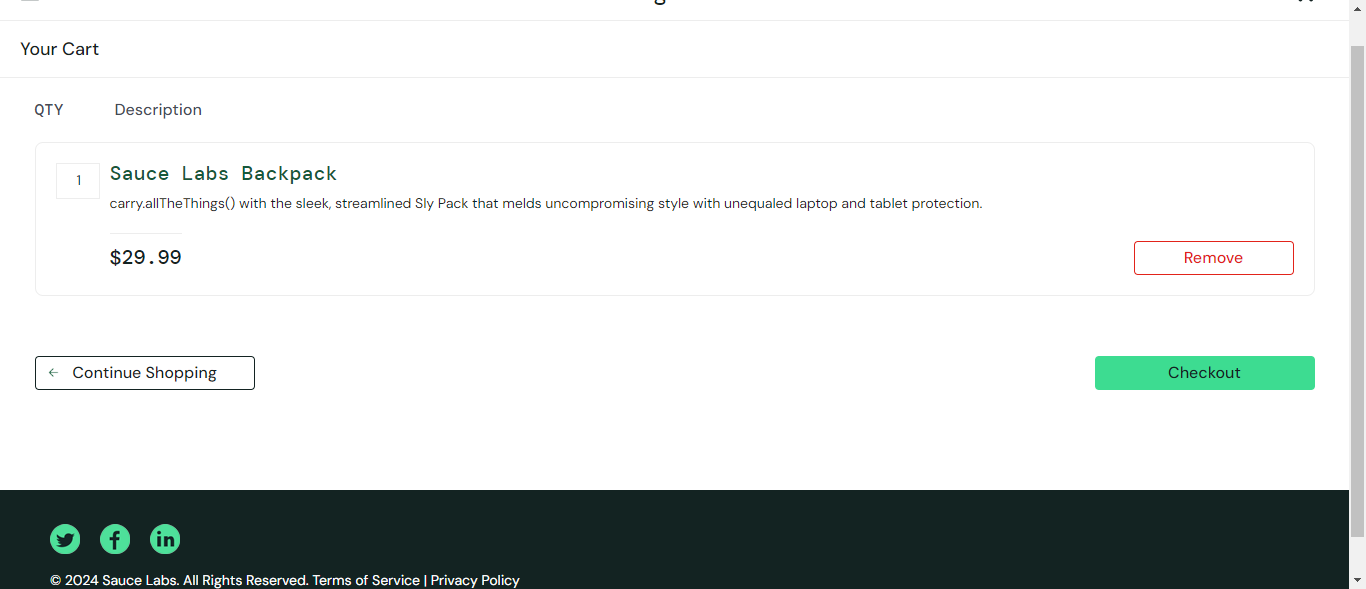 Your Cart
QTY Description
1 Sauce Labs Backpack
carry.allTheThings() with the sleek, streamlined Sly Pack that melds uncompromising style with unequaled laptop and tablet protection.
$29.99 Remove
← Continue Shopping Checkout
© 2024 Sauce Labs. All Rights Reserved. Terms of Service | Privacy Policy